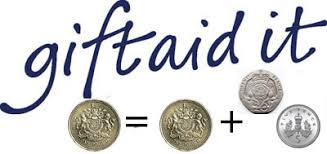 giftaid it
= +